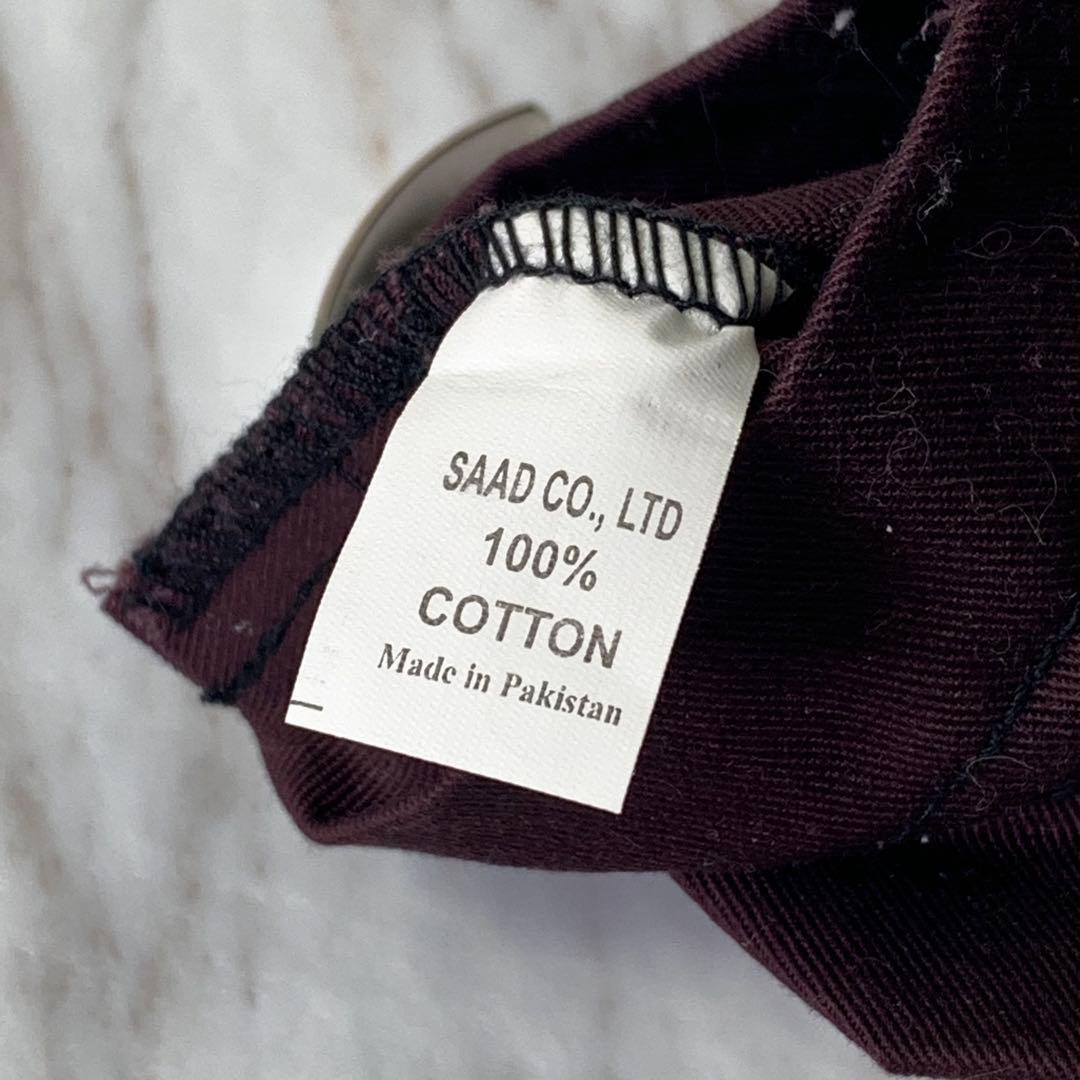 SAAD CO., LTD
100%
COTTON
Made in Pakistan